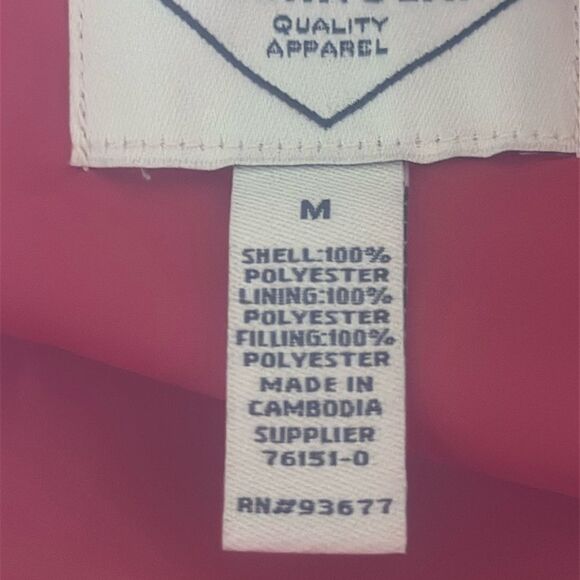 QUALITY
APPAREL
M
SHELL:100%
POLYESTER
LINING:100%
POLYESTER
FILLING:100%
POLYESTER
MADE IN
CAMBODIA
SUPPLIER
76151-0
RN#93677